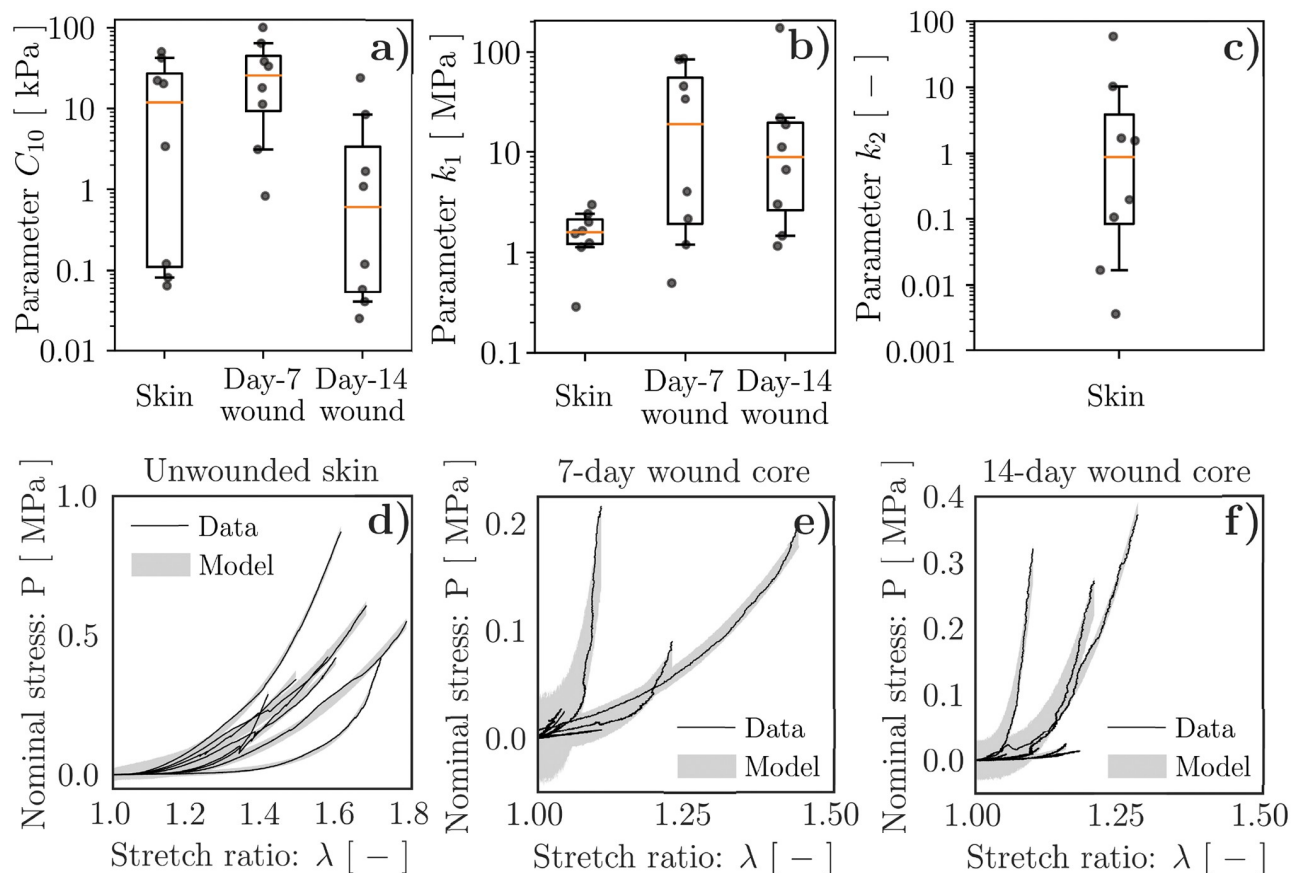 a)
Parameter C10 [ kPa ]
100
10
1
0.1
0.01
Skin
Day-7
wound
Day-14
wound
b)
Parameter k1 [ MPa ]
100
10
1
0.1
Skin
Day-7
wound
Day-14
wound
c)
Parameter k2 [ − ]
100
10
1
0.1
0.01
0.001
Skin
Unwounded skin
d)
Nominal stress: P [ MPa ]
1.0
0.5
0.0
Data
Model
1.0
1.2
1.4
1.6
1.8
Stretch ratio: λ [ − ]
7-day wound core
e)
Nominal stress: P [ MPa ]
0.2
0.1
0.0
Data
Model
1.00
1.25
1.50
Stretch ratio: λ [ − ]
14-day wound core
f)
Nominal stress: P [ MPa ]
0.4
0.3
0.2
0.1
0.0
Data
Model
1.00
1.25
1.50
Stretch ratio: λ [ − ]